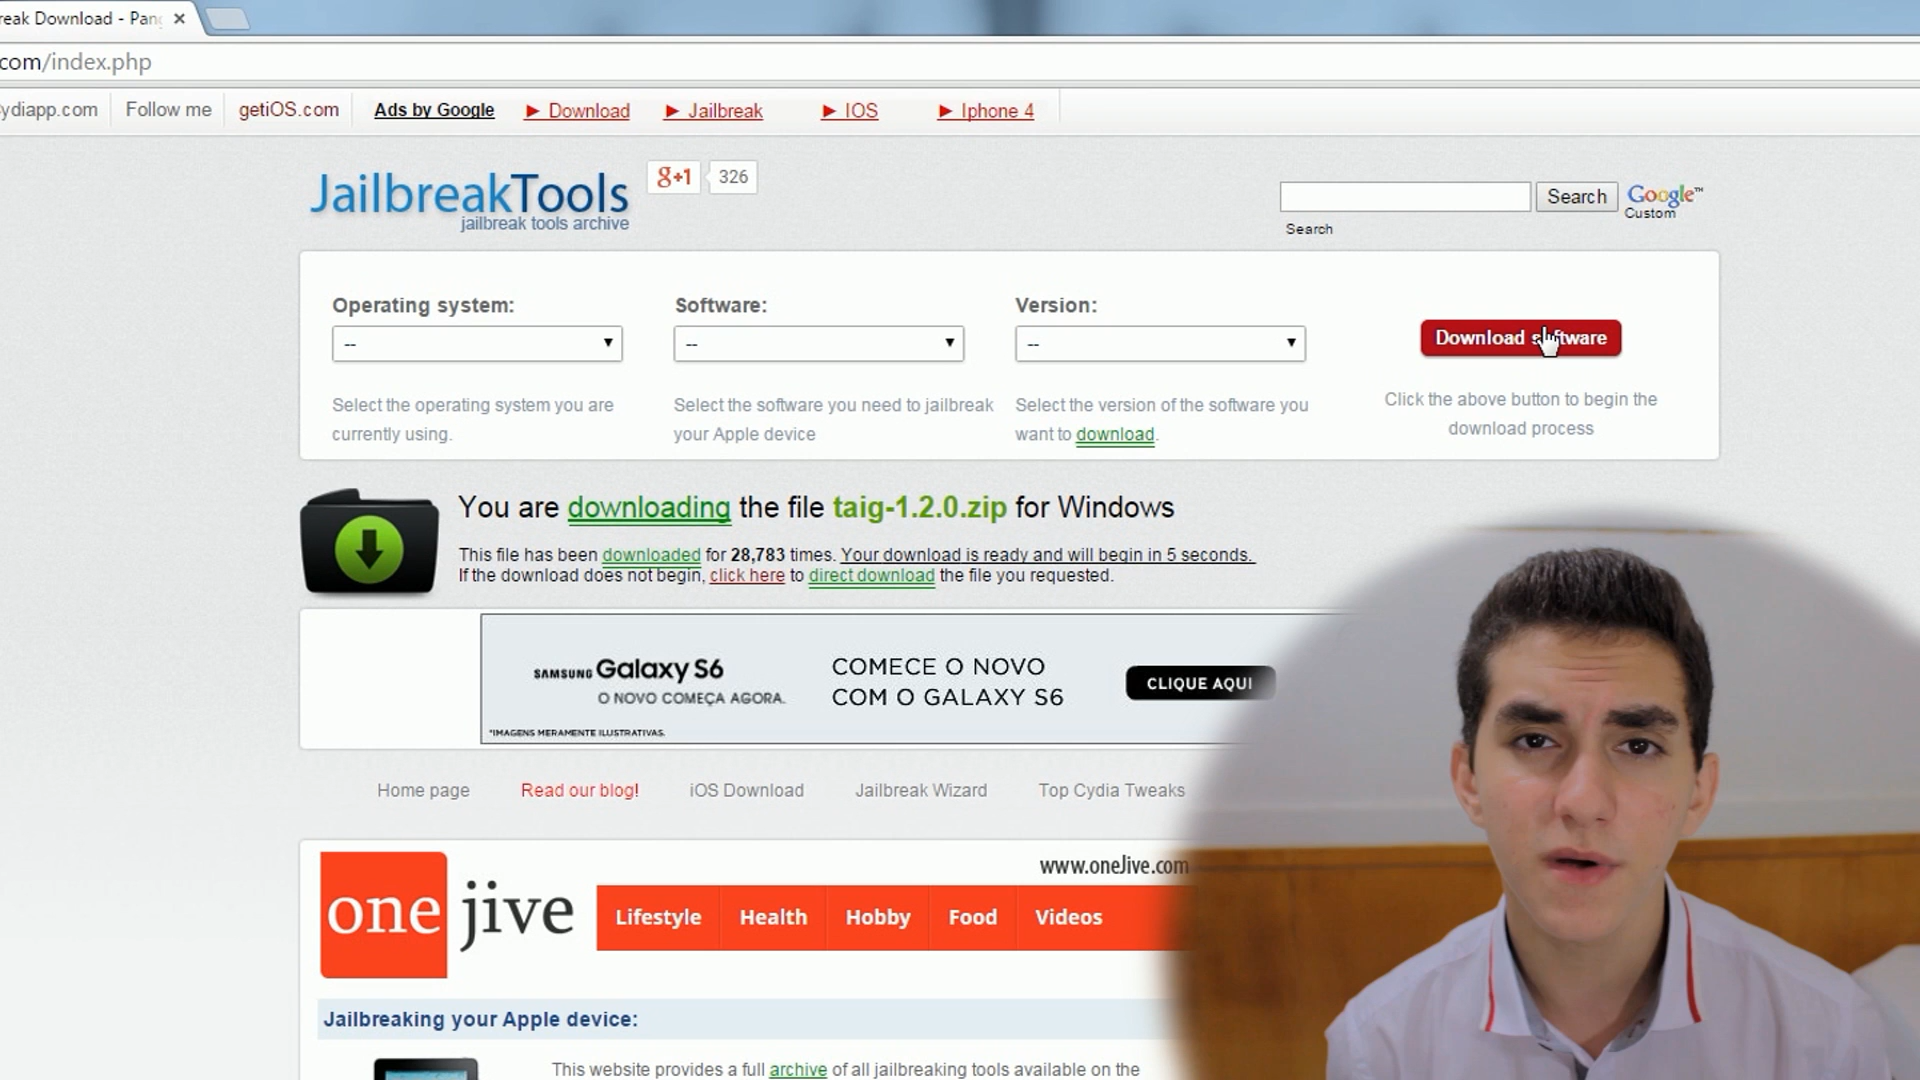 reak Download - Pang
com/index.php
ydiapp.com Follow me getiOS.com Ads by Google ► Download ► Jailbreak ► IOS ► Iphone 4
JailbreakTools
jailbreak tools archive
g+1 326
Search Google™
Custom
Search
Operating system: Software: Version:
-- -- -- Download software
Select the operating system you are
currently using.
Select the software you need to jailbreak
your Apple device
Select the version of the software you
want to download.
Click the above button to begin the
download process
You are downloading the file taig-1.2.0.zip for Windows
This file has been downloaded for 28,783 times. Your download is ready and will begin in 5 seconds.
If the download does not begin, click here to direct download the file you requested.
SAMSUNG Galaxy S6
O NOVO COMEÇA AGORA.
*IMAGENS MERAMENTE ILUSTRATIVAS.
COMECE O NOVO
COM O GALAXY S6
CLIQUE AQUI
Home page Read our blog! iOS Download Jailbreak Wizard Top Cydia Tweaks
www.oneJive.com
one jive
Lifestyle Health Hobby Food Videos
Jailbreaking your Apple device:
This website provides a full archive of all jailbreaking tools available on the